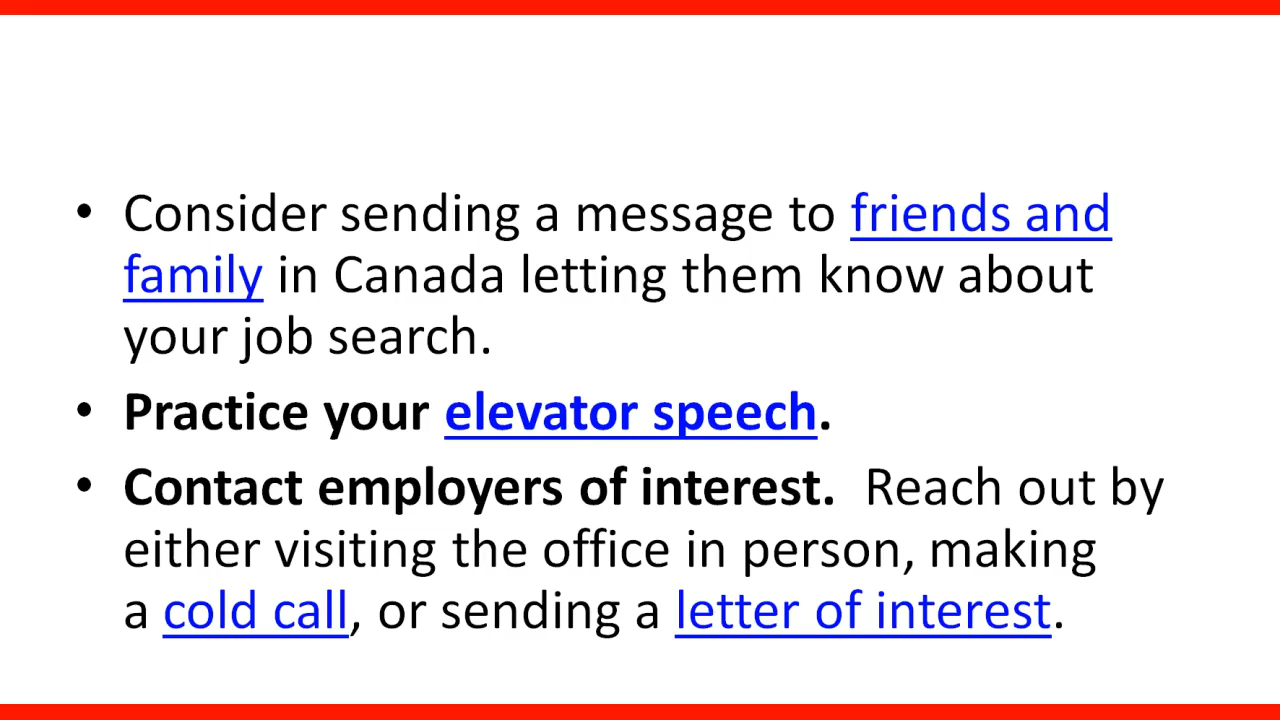 • Consider sending a message to friends and
family in Canada letting them know about
your job search.
• Practice your elevator speech.
• Contact employers of interest.  Reach out by
either visiting the office in person, making
a cold call, or sending a letter of interest.